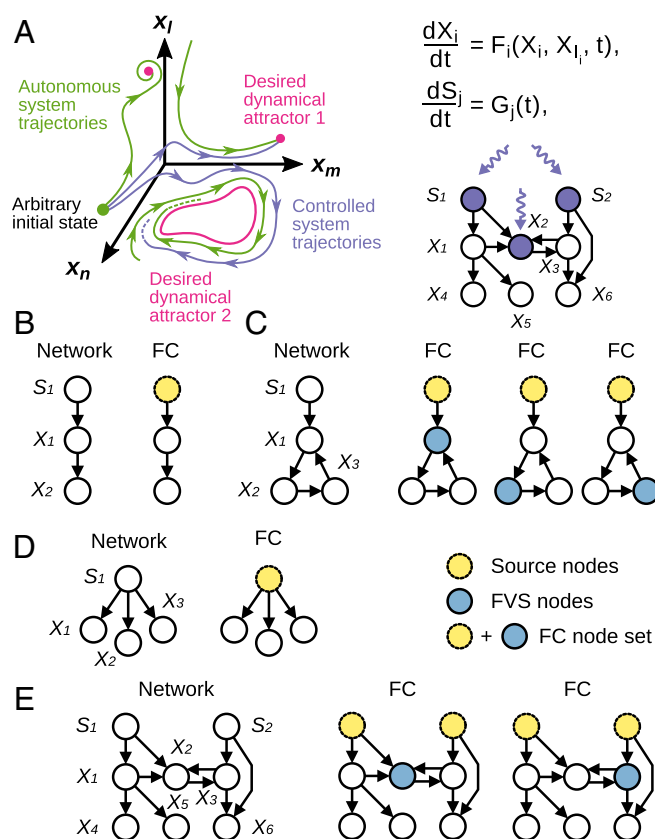 A
x_l
Autonomous
system
trajectories
Desired
dynamical
attractor 1
x_m
Arbitrary
initial state
Controlled
system
trajectories
x_n
Desired
dynamical
attractor 2
dX_i/dt = F_i(X_i, X_{I_i}, t),
dS_j/dt = G_j(t),
S1 S2
X2
X1 X3
X4 X6
X5
B
Network FC
S1
X1
X2
C
Network FC FC FC
S1
X1
X3
X2
D
Network FC
S1
X3
X1
X2
Source nodes
FVS nodes
+ FC node set
E
Network FC FC
S1 S2
X2
X1
X5 X3
X4 X6